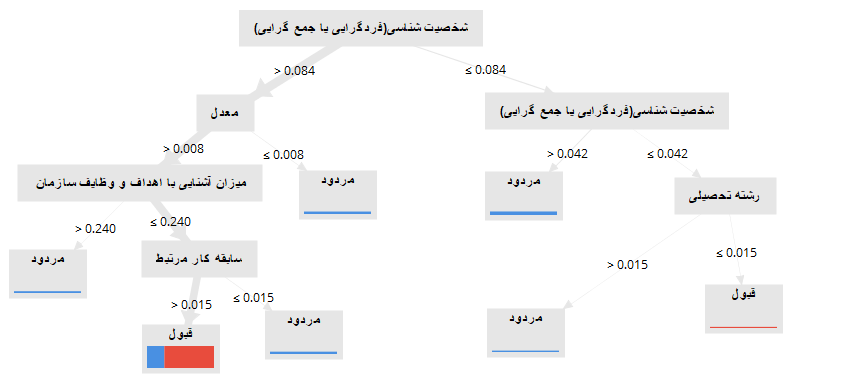 شخصیت شناسی(فردگرایی یا جمع گرایی)
> 0.084
≤ 0.084
معدل
شخصیت شناسی(فردگرایی یا جمع گرایی)
> 0.008
≤ 0.008
> 0.042
≤ 0.042
میزان آشنایی با اهداف و وظایف سازمان
مردود
مردود
رشته تحصیلی
> 0.240
≤ 0.240
> 0.015
≤ 0.015
مردود
سابقه کار مرتبط
قبول
> 0.015
≤ 0.015
مردود
قبول
مردود